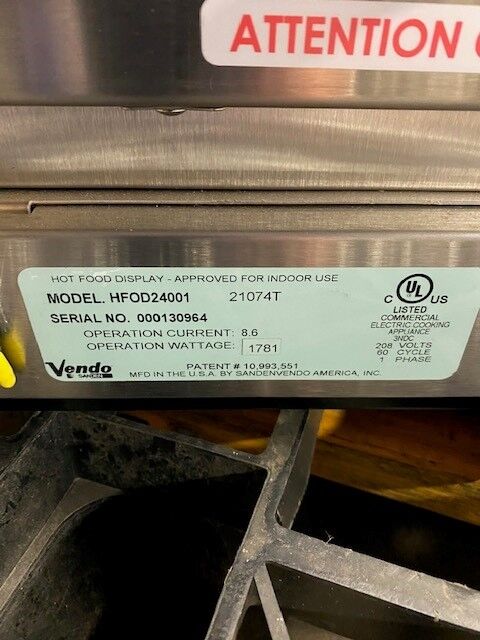 ATTENTION
HOT FOOD DISPLAY - APPROVED FOR INDOOR USE
MODEL. HFOD24001 21074T
SERIAL NO. 000130964
OPERATION CURRENT: 8.6
OPERATION WATTAGE: 1781
PATENT # 10,993,551
MFD IN THE U.S.A. BY SANDENVENDO AMERICA, INC.
Vendo
SANDEN
C UL US
LISTED
COMMERCIAL
ELECTRIC COOKING
APPLIANCE
3NDC
208 VOLTS
60 CYCLE
1 PHASE